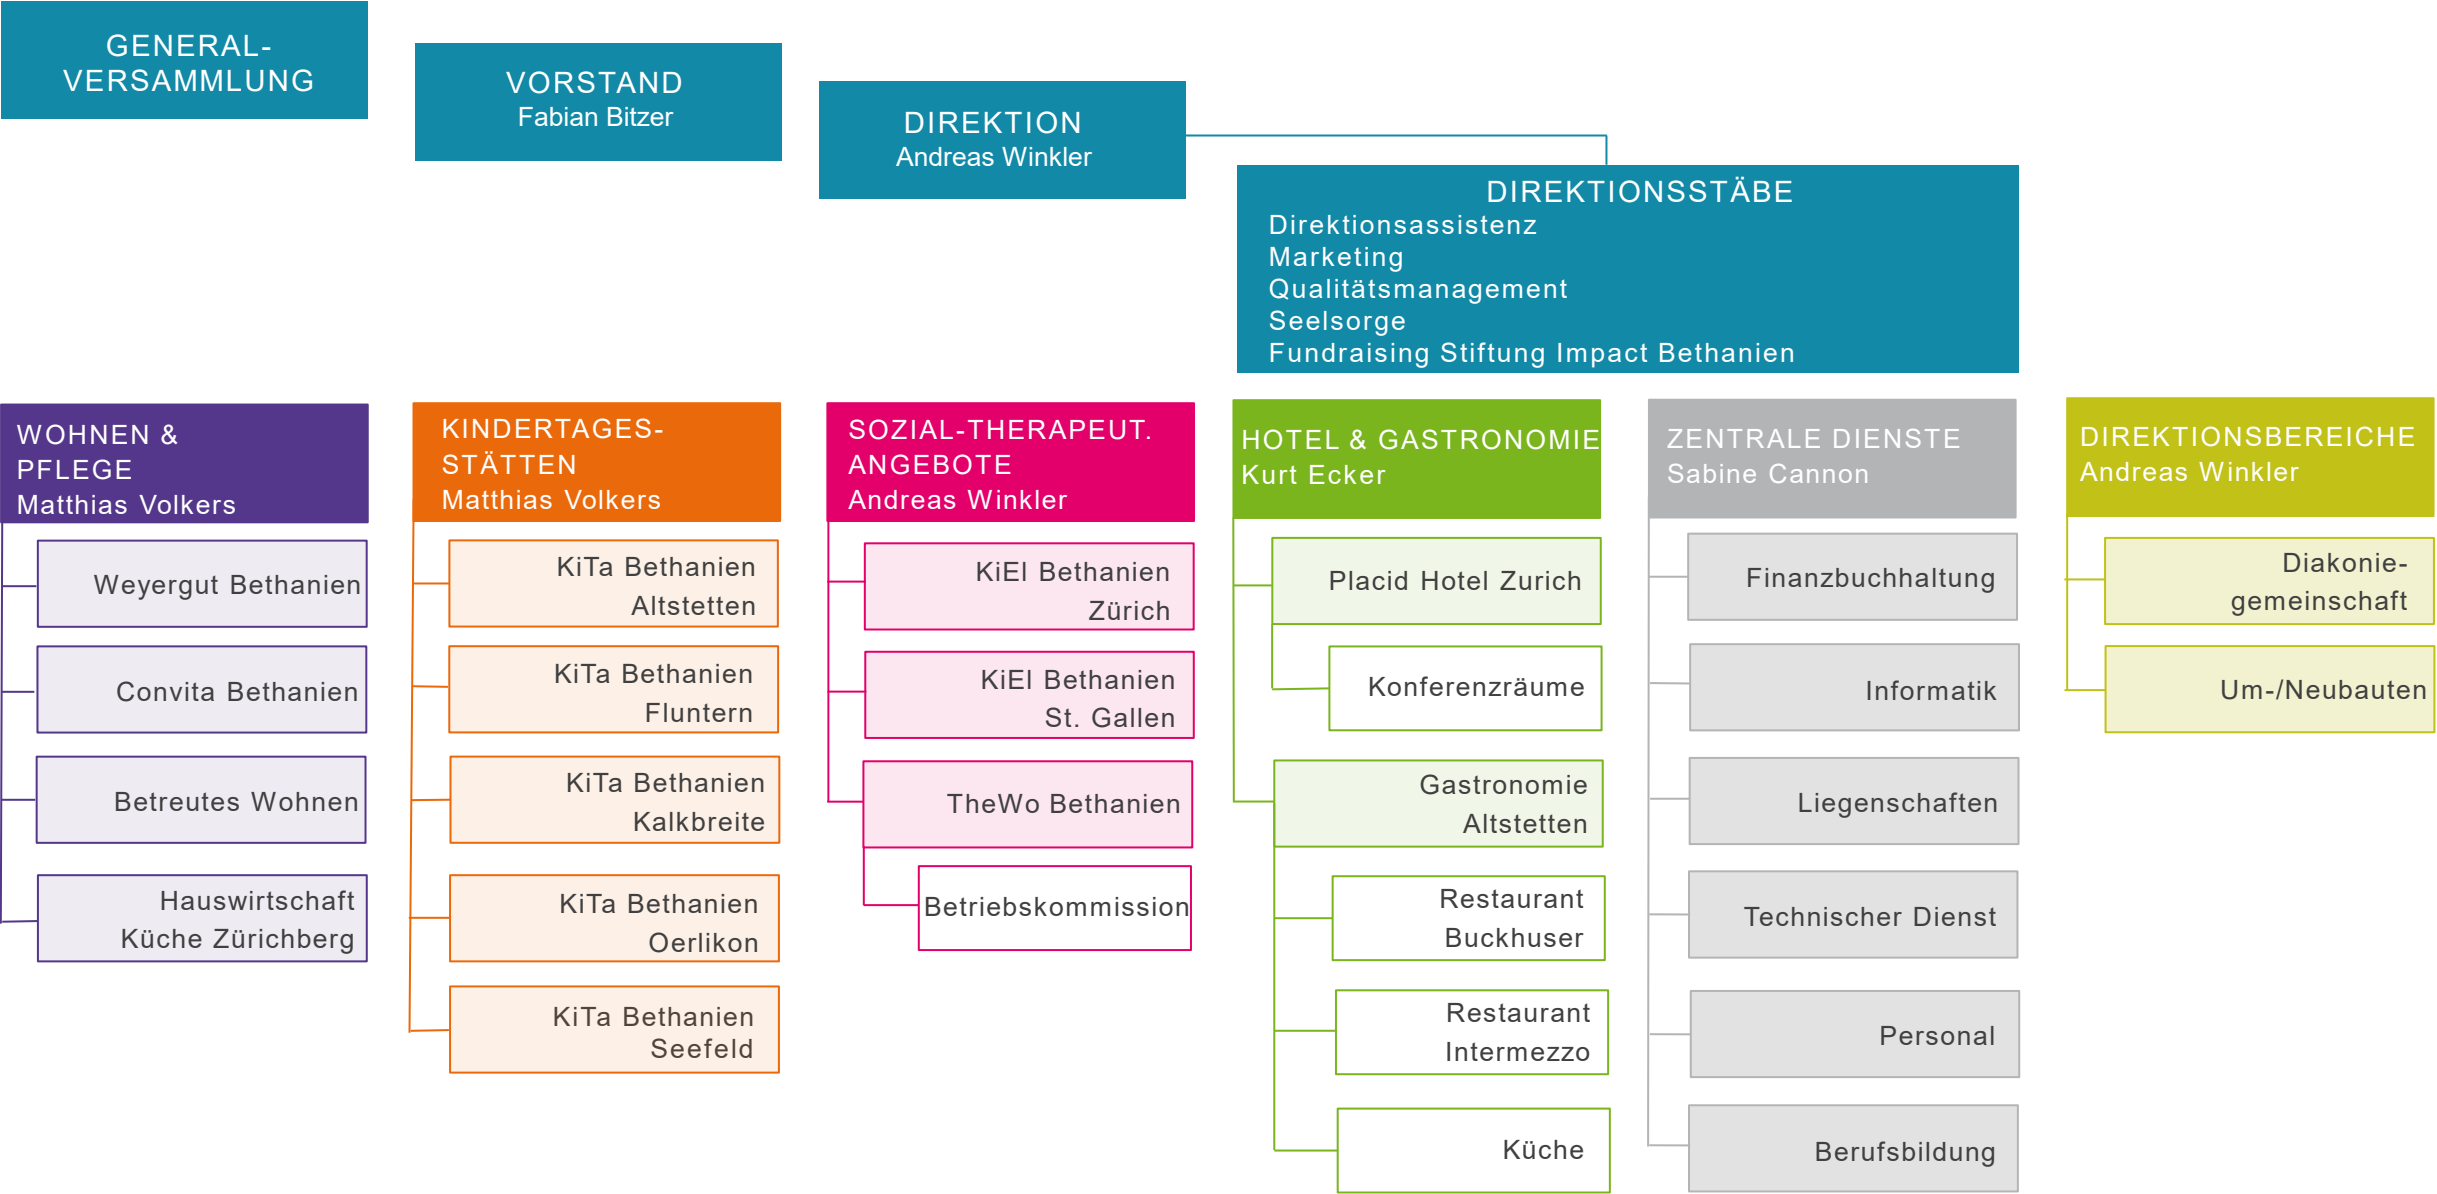 GENERAL-
VERSAMMLUNG
VORSTAND
Fabian Bitzer
DIREKTION
Andreas Winkler
DIREKTIONSSTÄBE
Direktionsassistenz
Marketing
Qualitätsmanagement
Seelsorge
Fundraising Stiftung Impact Bethanien
WOHNEN &
PFLEGE
Matthias Volkers
Weyergut Bethanien
Convita Bethanien
Betreutes Wohnen
Hauswirtschaft
Küche Zürichberg
KINDERTAGES-
STÄTTEN
Matthias Volkers
KiTa Bethanien
Altstetten
KiTa Bethanien
Fluntern
KiTa Bethanien
Kalkbreite
KiTa Bethanien
Oerlikon
KiTa Bethanien
Seefeld
SOZIAL-THERAPEUT.
ANGEBOTE
Andreas Winkler
KiEl Bethanien
Zürich
KiEl Bethanien
St. Gallen
TheWo Bethanien
Betriebskommission
HOTEL & GASTRONOMIE
Kurt Ecker
Placid Hotel Zurich
Konferenzräume
Gastronomie
Altstetten
Restaurant
Buckhuser
Restaurant
Intermezzo
Küche
ZENTRALE DIENSTE
Sabine Cannon
Finanzbuchhaltung
Informatik
Liegenschaften
Technischer Dienst
Personal
Berufsbildung
DIREKTIONSBEREICHE
Andreas Winkler
Diakonie-
gemeinschaft
Um-/Neubauten